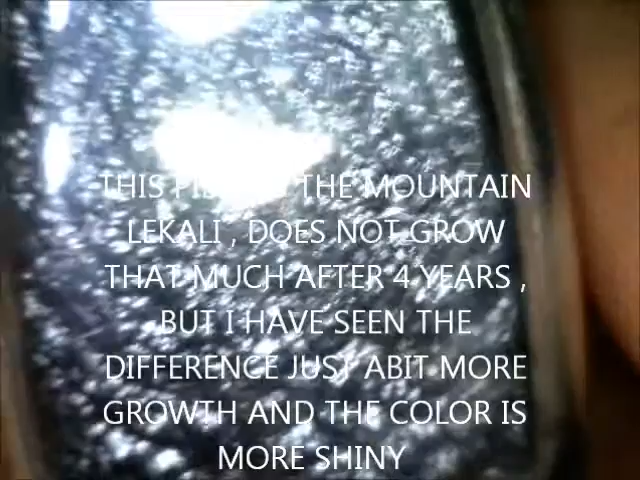 THIS THE MOUNTAIN
LEKALI , DOES NOT GROW
THAT MUCH AFTER 4 YEARS ,
BUT I HAVE SEEN THE
DIFFERENCE JUST ABIT MORE
GROWTH AND THE COLOR IS
MORE SHINY